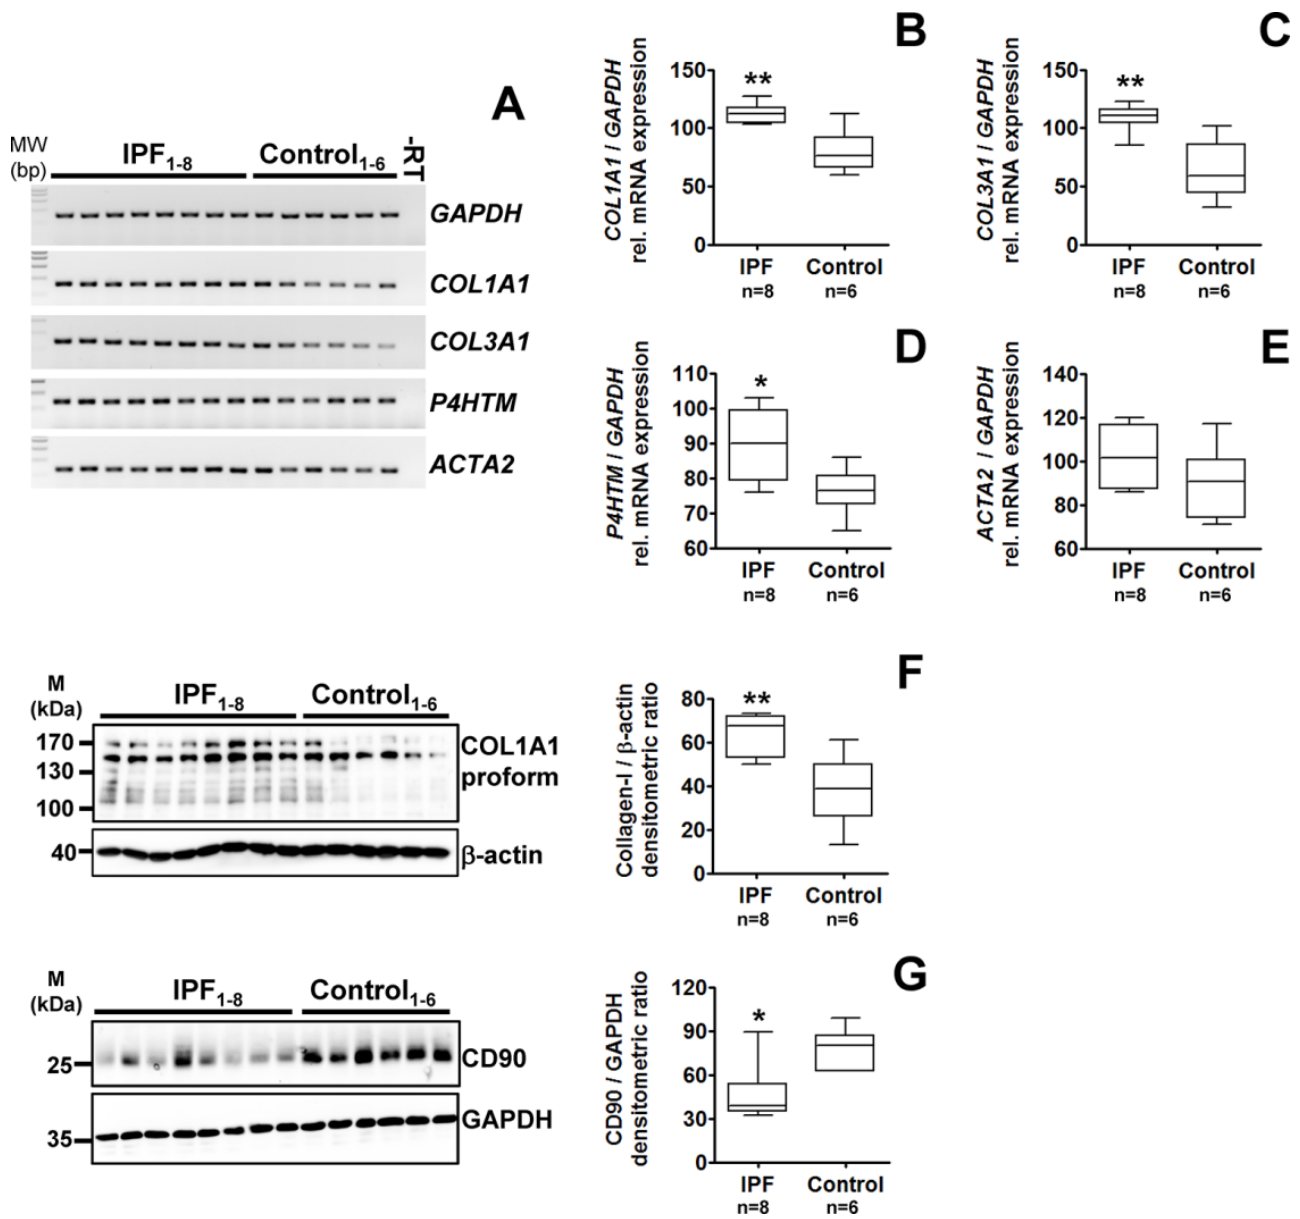 A
MW
(bp)
IPF1-8
Control1-6
-RT
GAPDH
COL1A1
COL3A1
P4HTM
ACTA2
B
COL1A1 / GAPDH
rel. mRNA expression
150
100
50
0
**
IPF
n=8
Control
n=6
C
COL3A1 / GAPDH
rel. mRNA expression
150
100
50
0
**
IPF
n=8
Control
n=6
D
P4HTM / GAPDH
rel. mRNA expression
110
100
90
80
70
60
*
IPF
n=8
Control
n=6
E
ACTA2 / GAPDH
rel. mRNA expression
140
120
100
80
60
IPF
n=8
Control
n=6
M
(kDa)
IPF1-8
Control1-6
170
130
100
COL1A1
proform
40
β-actin
F
Collagen-I / β-actin
densitometric ratio
80
60
40
20
0
**
IPF
n=8
Control
n=6
M
(kDa)
IPF1-8
Control1-6
25
CD90
35
GAPDH
G
CD90 / GAPDH
densitometric ratio
120
90
60
30
0
*
IPF
n=8
Control
n=6